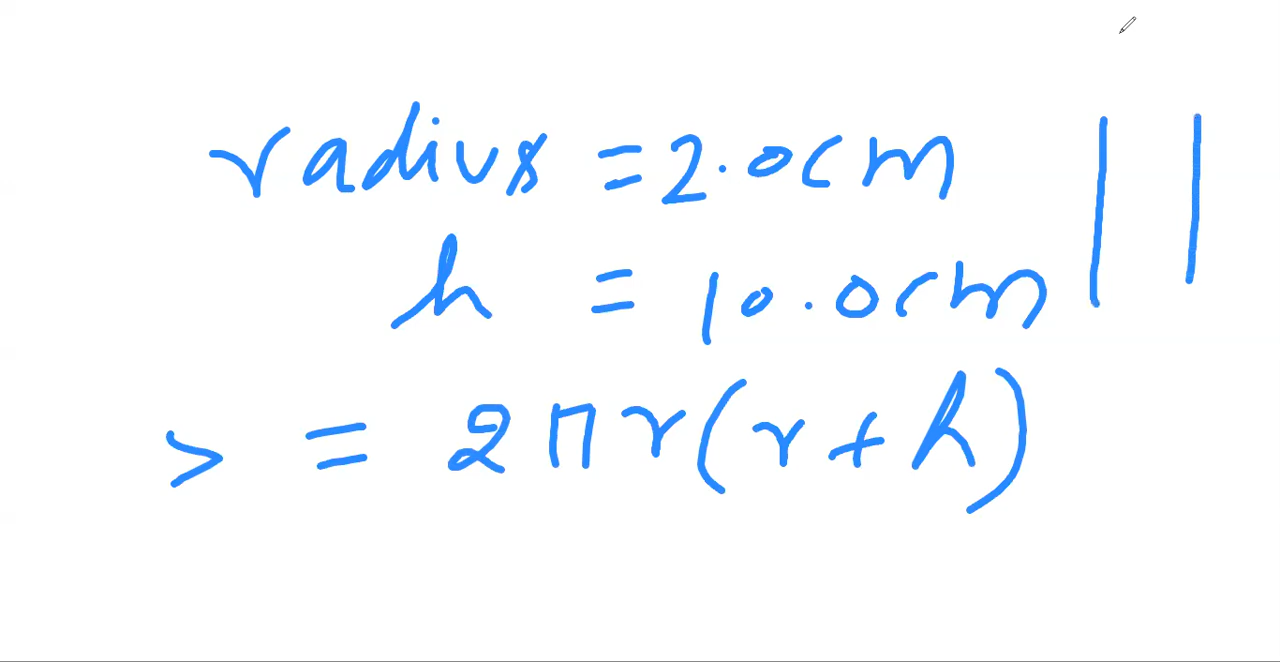 radius = 2.0cm
h = 10.0cm
> = 2πr(r+h)